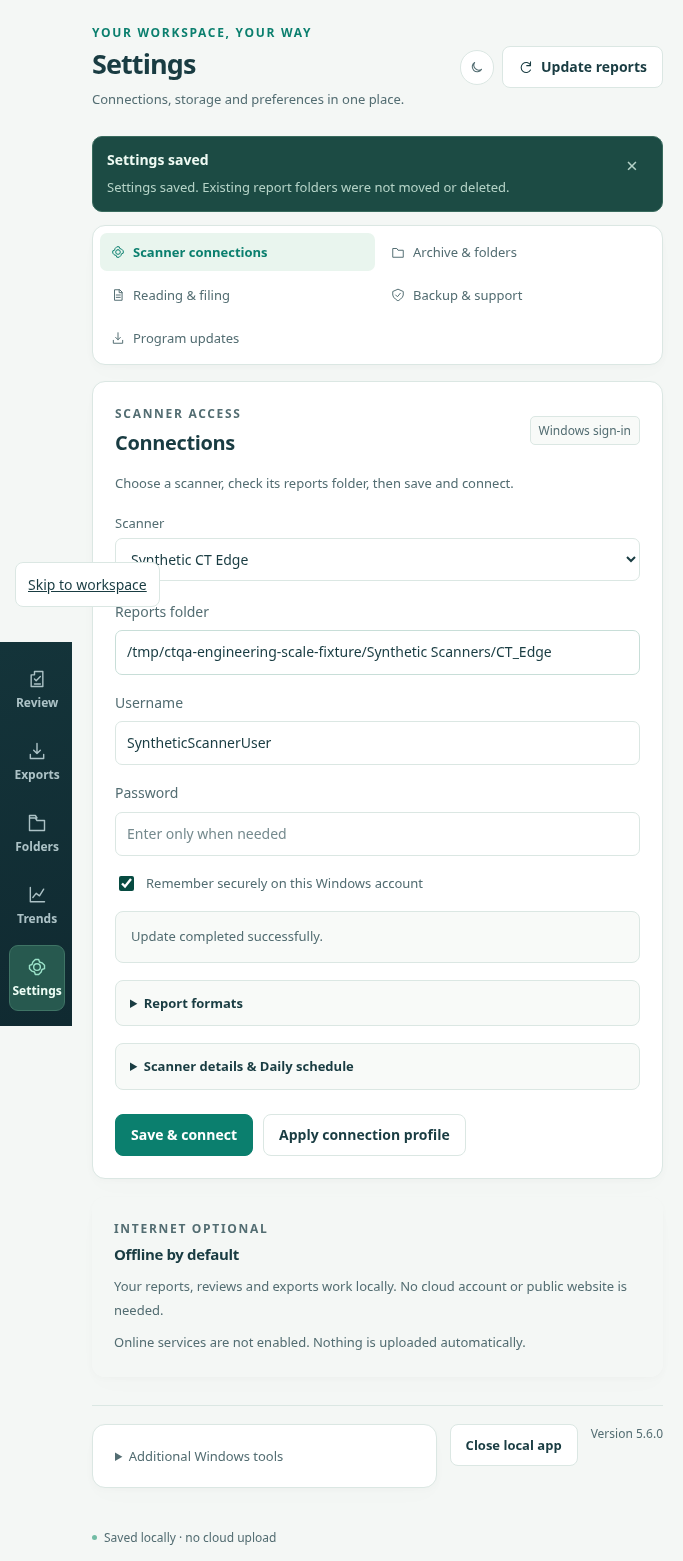 YOUR WORKSPACE, YOUR WAY
Settings
Update reports
Connections, storage and preferences in one place.
Settings saved
Settings saved. Existing report folders were not moved or deleted.
Scanner connections
Archive & folders
Reading & filing
Backup & support
Program updates
SCANNER ACCESS
Connections
Windows sign-in
Choose a scanner, check its reports folder, then save and connect.
Scanner
Synthetic CT Edge
Skip to workspace
Reports folder
/tmp/ctqa-engineering-scale-fixture/Synthetic Scanners/CT_Edge
Username
SyntheticScannerUser
Password
Enter only when needed
Remember securely on this Windows account
Update completed successfully.
Report formats
Scanner details & Daily schedule
Save & connect
Apply connection profile
Review
Exports
Folders
Trends
Settings
INTERNET OPTIONAL
Offline by default
Your reports, reviews and exports work locally. No cloud account or public website is
needed.
Online services are not enabled. Nothing is uploaded automatically.
Additional Windows tools
Close local app
Version 5.6.0
Saved locally · no cloud upload